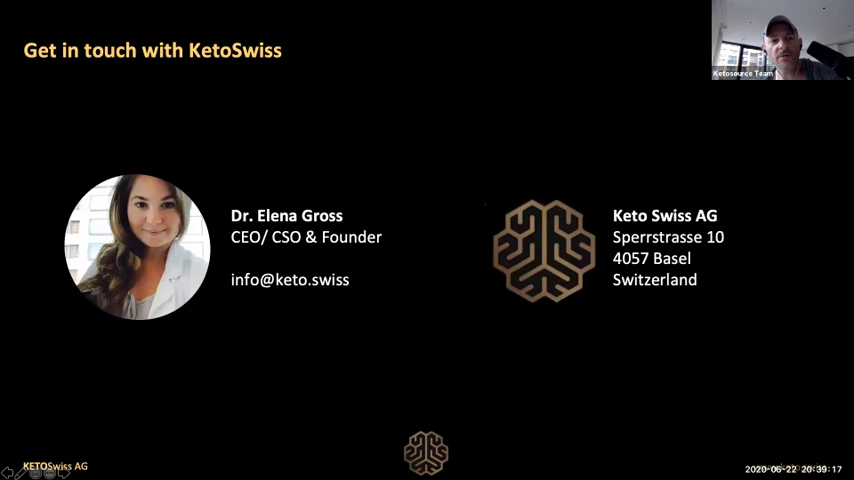 Get in touch with KetoSwiss
Ketosource Team
Dr. Elena Gross
CEO/ CSO & Founder
info@keto.swiss
Keto Swiss AG
Sperrstrasse 10
4057 Basel
Switzerland
KETOSwiss AG
2020-06-22 20:39:17